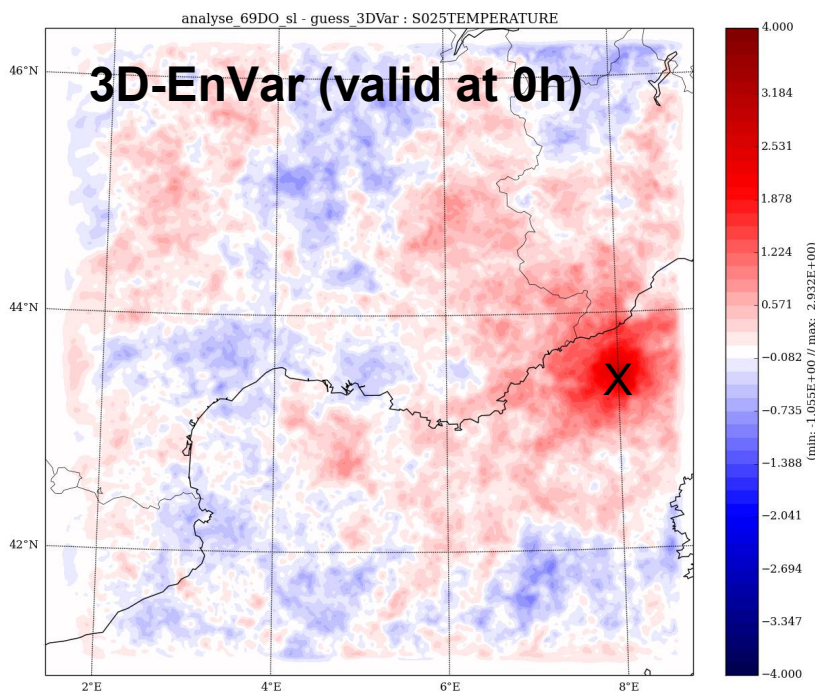 analyse_69DO_sl - guess_3DVar : S025TEMPERATURE
3D-EnVar (valid at 0h)
46°N
44°N
42°N
2°E
4°E
6°E
8°E
X
4.000
3.184
2.531
1.878
1.224
0.571
−0.082
−0.735
−1.388
−2.041
−2.694
−3.347
−4.000
(min: -1.055E+00 // max: 2.932E+00)